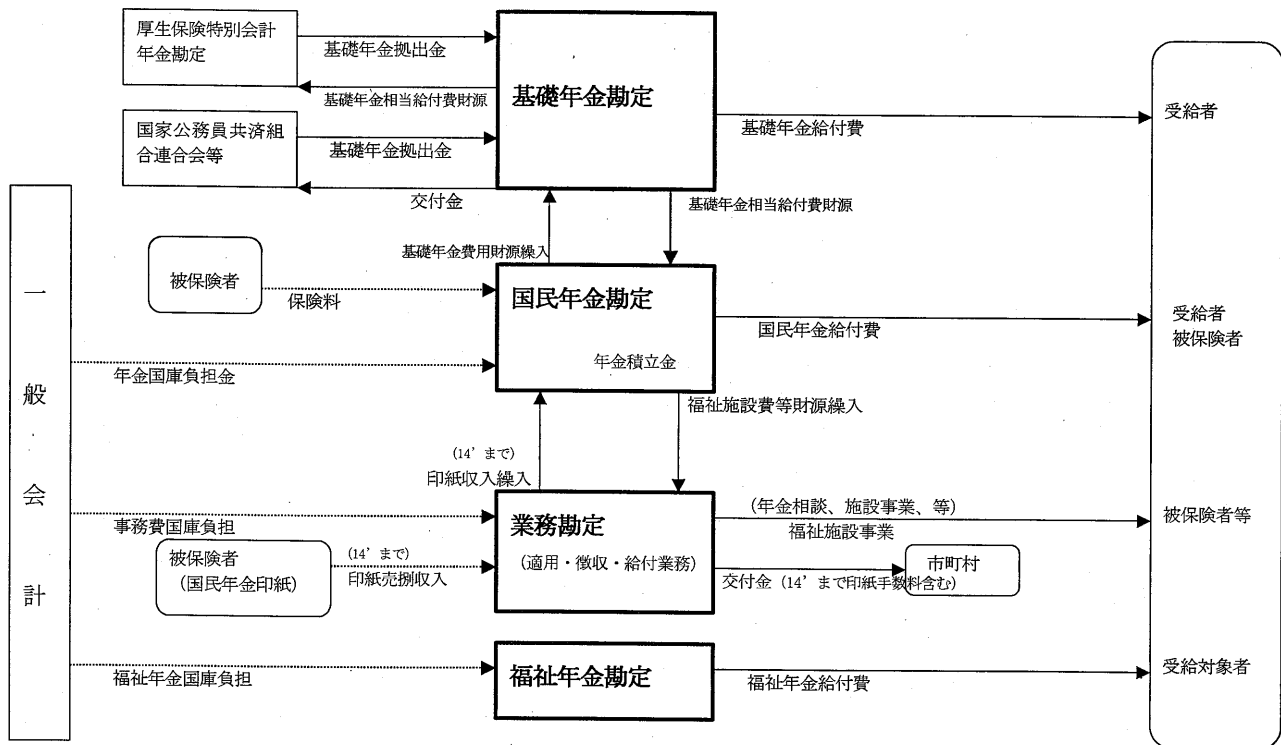 厚生保険特別会計
年金勘定
基礎年金拠出金
基礎年金相当給付費財源
国家公務員共済組
合連合会等
基礎年金拠出金
交付金
基礎年金勘定
基礎年金給付費
受給者
基礎年金費用財源繰入
基礎年金相当給付費財源
一般会計
被保険者
保険料
年金国庫負担金
国民年金勘定
年金積立金
国民年金給付費
受給者
被保険者
(14’まで)
印紙収入繰入
福祉施設費等財源繰入
事務費国庫負担
被保険者
(国民年金印紙)
(14’まで)
印紙売捌収入
業務勘定
(適用・徴収・給付業務)
(年金相談、施設事業、等)
福祉施設事業
被保険者等
交付金 (14’まで印紙手数料含む)
市町村
福祉年金国庫負担
福祉年金勘定
福祉年金給付費
受給対象者